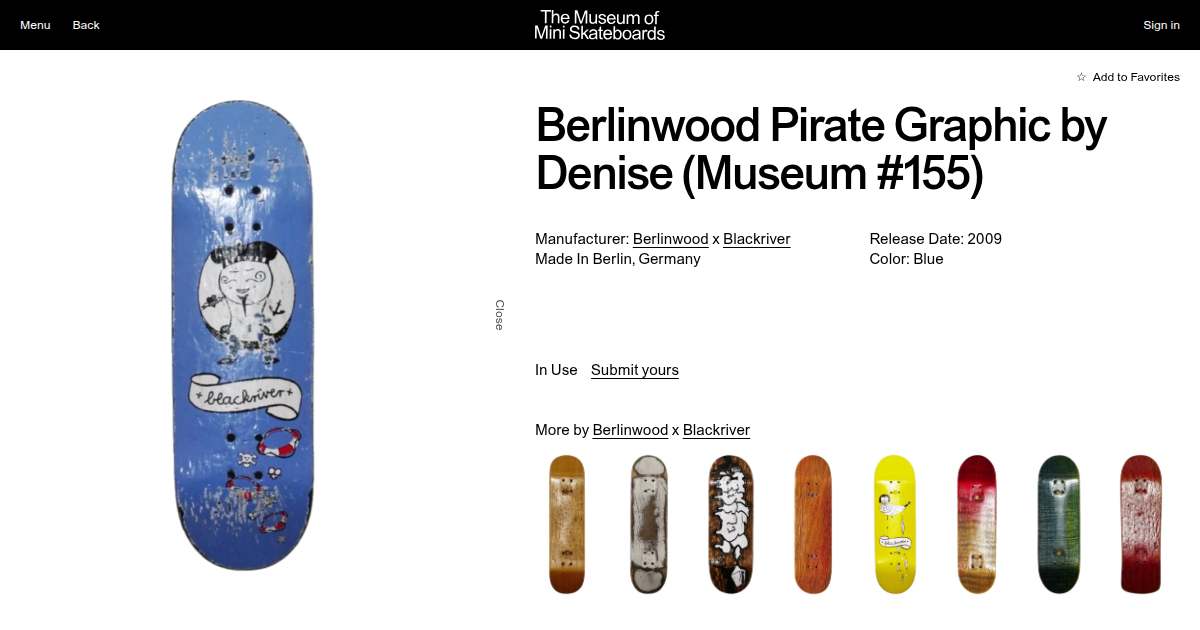 Menu
Back
The Museum of
Mini Skateboards
Sign in
☆ Add to Favorites
Berlinwood Pirate Graphic by
Denise (Museum #155)
Manufacturer: Berlinwood x Blackriver
Made In Berlin, Germany
Release Date: 2009
Color: Blue
blackriver
Close
In Use
Submit yours
More by Berlinwood x Blackriver
blackriver